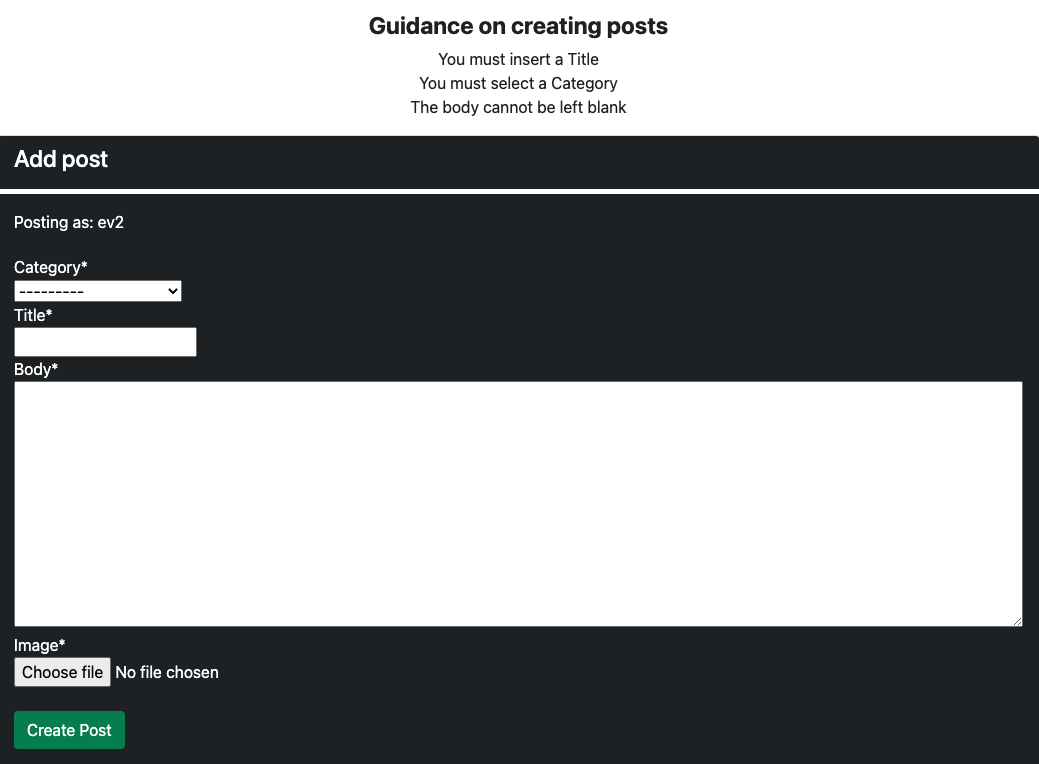 Guidance on creating posts
You must insert a Title
You must select a Category
The body cannot be left blank
Add post
Posting as: ev2
Category*
---------
Title*
Body*
Image*
Choose file No file chosen
Create Post